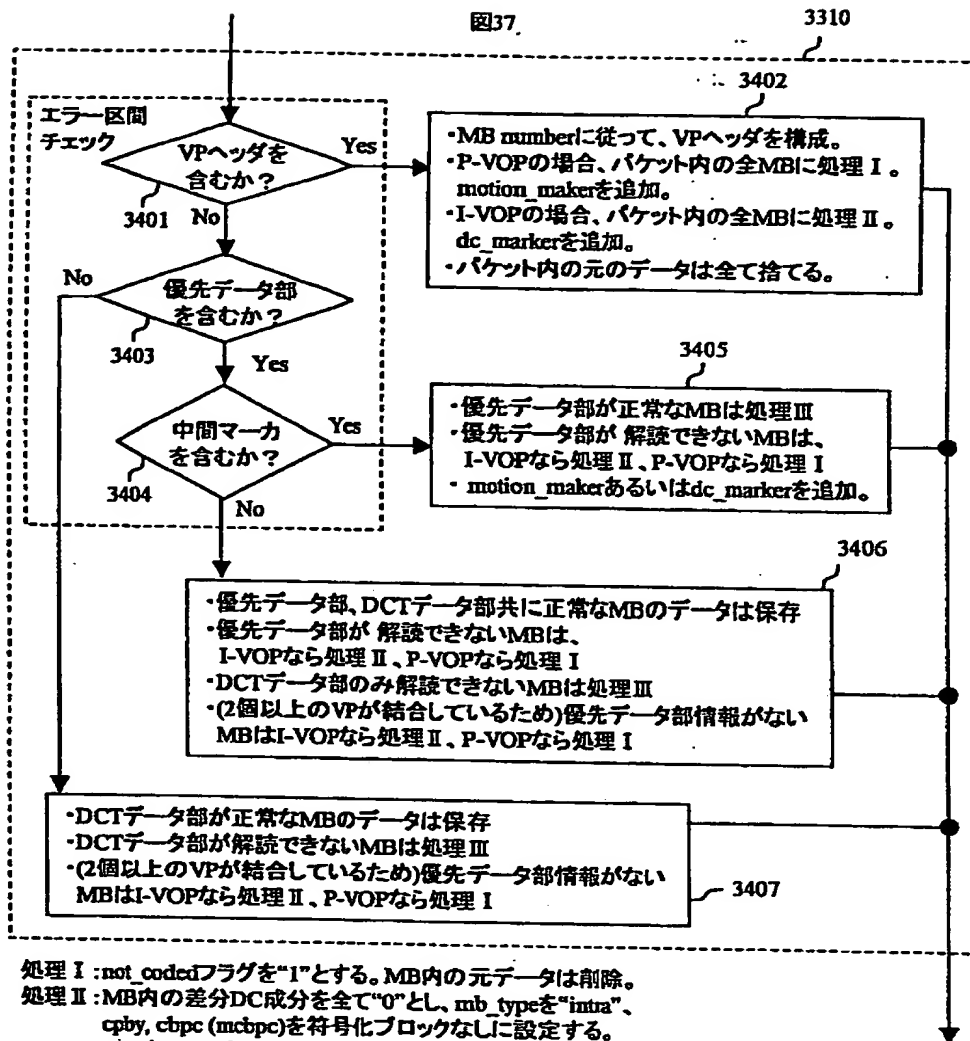 図37
3310
3402
エラー区間
チェック
VPヘッダを
含むか？
Yes
3401
No
・MB numberに従って、VPヘッダを構成。
・P-VOPの場合、パケット内の全MBに処理Ⅰ。
motion_makerを追加。
・I-VOPの場合、パケット内の全MBに処理Ⅱ。
dc_markerを追加。
・パケット内の元のデータは全て捨てる。
No
優先データ部
を含むか？
3403
Yes
3405
中間マーカ
を含むか？
Yes
3404
No
・優先データ部が正常なMBは処理Ⅲ
・優先データ部が 解読できないMBは、
I-VOPなら処理Ⅱ、P-VOPなら処理Ⅰ
・motion_makerあるいはdc_markerを追加。
3406
・優先データ部、DCTデータ部共に正常なMBのデータは保存
・優先データ部が 解読できないMBは、
I-VOPなら処理Ⅱ、P-VOPなら処理Ⅰ
・DCTデータ部のみ解読できないMBは処理Ⅲ
・(2個以上のVPが結合しているため)優先データ部情報がない
MBはI-VOPなら処理Ⅱ、P-VOPなら処理Ⅰ
・DCTデータ部が正常なMBのデータは保存
・DCTデータ部が解読できないMBは処理Ⅲ
・(2個以上のVPが結合しているため)優先データ部情報がない
MBはI-VOPなら処理Ⅱ、P-VOPなら処理Ⅰ
3407
処理Ⅰ:not_codedフラグを“1”とする。MB内の元データは削除。
処理Ⅱ:MB内の差分DC成分を全て“0”とし、mb_typeを“intra”、
cpby, cbpc (mcbpc)を符号化ブロックなしに設定する。